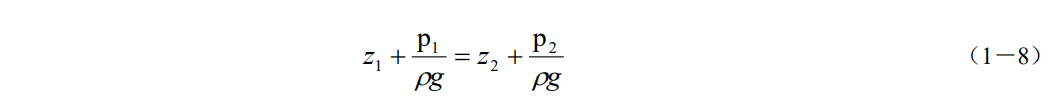 z₁ + p₁/ρg = z₂ + p₂/ρg （1－8）